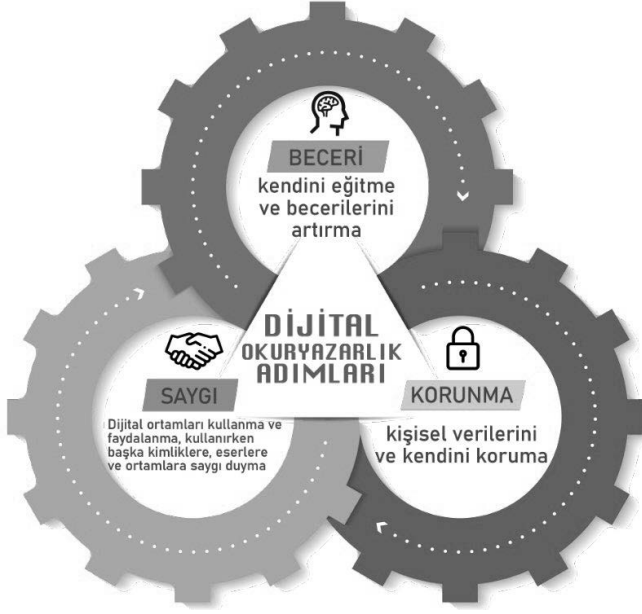 BECERİ
kendini eğitme
ve becerilerini
artırma
DİJİTAL
OKURYAZARLIK
ADIMLARI
SAYGI
Dijital ortamları kullanma ve
faydalanma, kullanırken
başka kimliklere, eserlere
ve ortamlara saygı duyma
KORUNMA
kişisel verilerini
ve kendini koruma